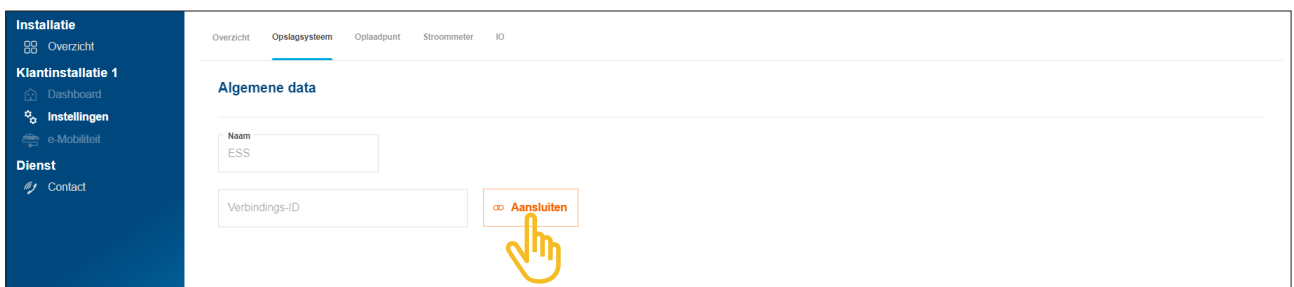 Installatie
Overzicht
Klantinstallatie 1
Dashboard
Instellingen
e-Mobiliteit
Dienst
Contact
Overzicht Opslagsysteem Oplaadpunt Stroommeter IO
Algemene data
Naam
ESS
Verbindings-ID Aansluiten